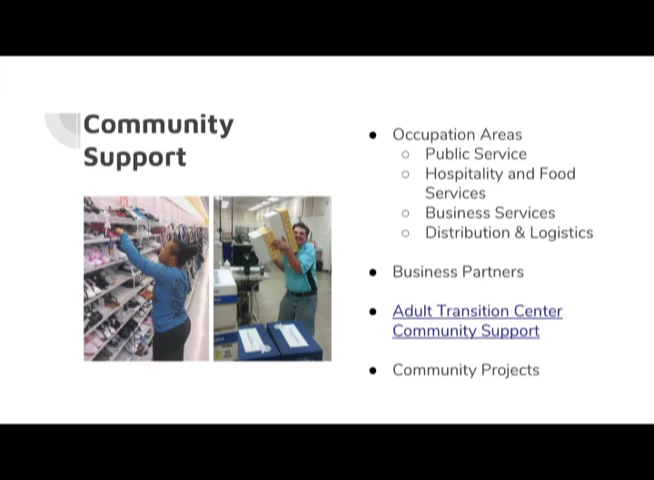 Community
Support
● Occupation Areas
○ Public Service
○ Hospitality and Food
Services
○ Business Services
○ Distribution & Logistics
● Business Partners
● Adult Transition Center
Community Support
● Community Projects